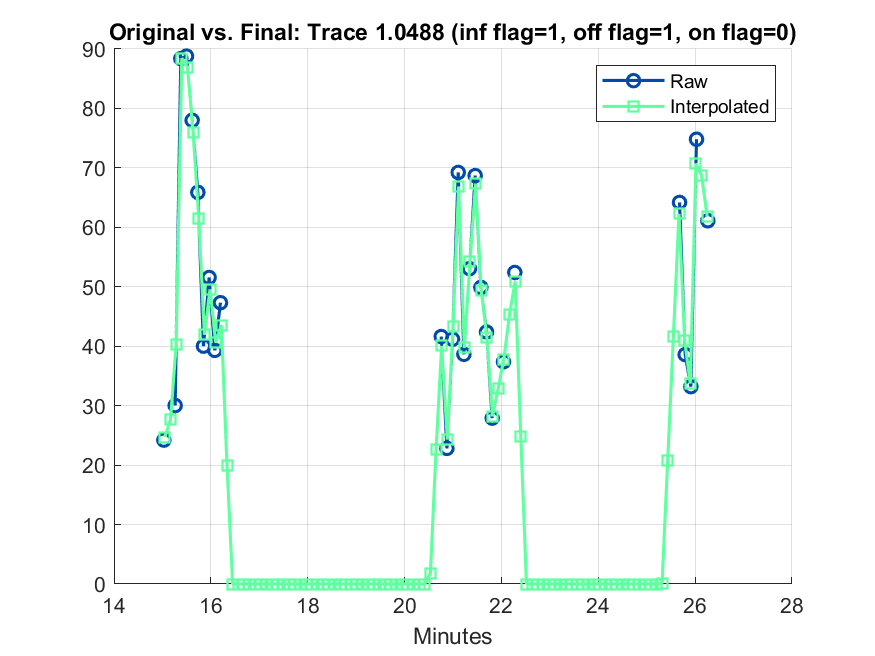 Original vs. Final: Trace 1.0488 (inf flag=1, off flag=1, on flag=0)
90
80
70
60
50
40
30
20
10
0
Raw
Interpolated
14 16 18 20 22 24 26 28
Minutes